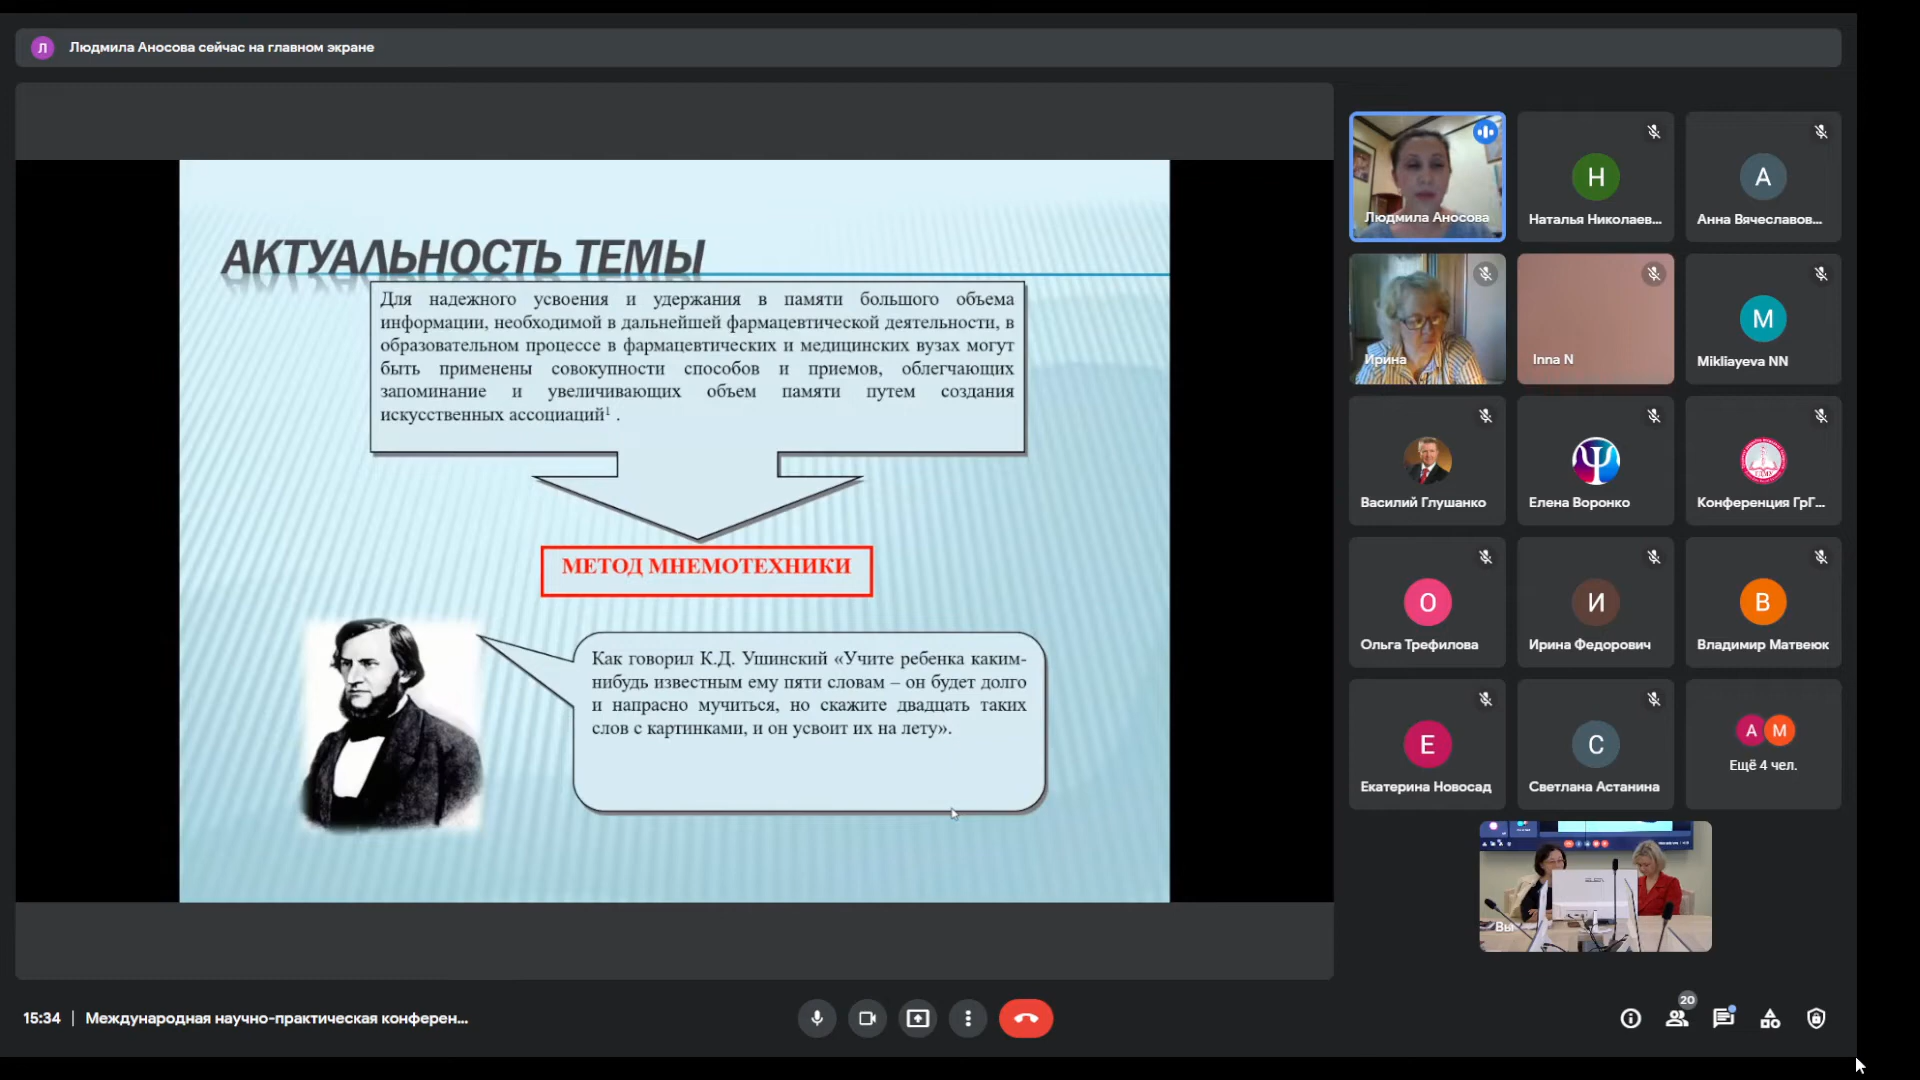 Л
Людмила Аносова сейчас на главном экране
АКТУАЛЬНОСТЬ ТЕМЫ
Для надежного усвоения и удержания в памяти большого объема
информации, необходимой в дальнейшей фармацевтической деятельности, в
образовательном процессе в фармацевтических и медицинских вузах могут
быть применены совокупности способов и приемов, облегчающих
запоминание и увеличивающих объем памяти путем создания
искусственных ассоциаций¹ .
МЕТОД МНЕМОТЕХНИКИ
Как говорил К.Д. Ушинский «Учите ребенка каким-
нибудь известным ему пяти словам – он будет долго
и напрасно мучиться, но скажите двадцать таких
слов с картинками, и он усвоит их на лету».
Людмила Аносова
Н
Наталья Николаев...
А
Анна Вячеславов...
Ирина
Inna N
M
Mikliayeva NN
Василий Глушанко
Елена Воронко
Конференция ГрГ...
О
Ольга Трефилова
И
Ирина Федорович
В
Владимир Матвеюк
Е
Екатерина Новосад
С
Светлана Астанина
А М
Ещё 4 чел.
Вы
15:34 | Международная научно-практическая конферен...
20